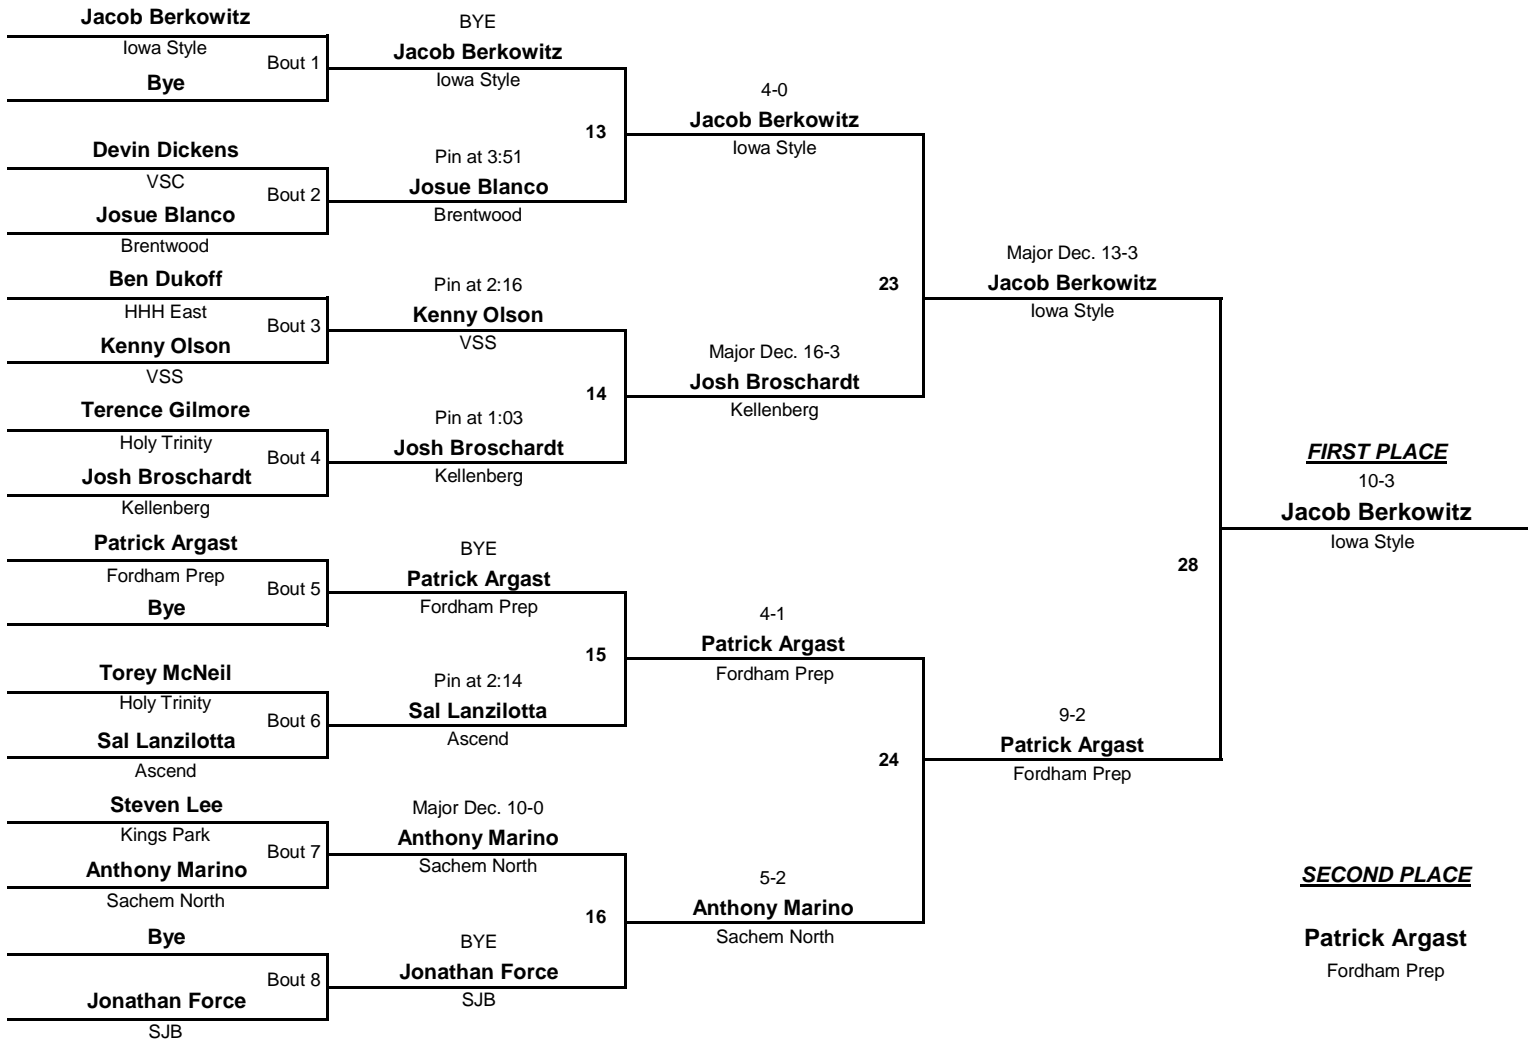 Jacob Berkowitz
Iowa Style
Bout 1
Bye
Devin Dickens
VSC
Bout 2
Josue Blanco
Brentwood
Ben Dukoff
HHH East
Bout 3
Kenny Olson
VSS
Terence Gilmore
Holy Trinity
Bout 4
Josh Broschardt
Kellenberg
Patrick Argast
Fordham Prep
Bout 5
Bye
Torey McNeil
Holy Trinity
Bout 6
Sal Lanzilotta
Ascend
Steven Lee
Kings Park
Bout 7
Anthony Marino
Sachem North
Bye
Bout 8
Jonathan Force
SJB
BYE
Jacob Berkowitz
Iowa Style
13
Pin at 3:51
Josue Blanco
Brentwood
Pin at 2:16
Kenny Olson
VSS
14
Pin at 1:03
Josh Broschardt
Kellenberg
BYE
Patrick Argast
Fordham Prep
15
Pin at 2:14
Sal Lanzilotta
Ascend
Major Dec. 10-0
Anthony Marino
Sachem North
16
BYE
Jonathan Force
SJB
4-0
Jacob Berkowitz
Iowa Style
23
Major Dec. 16-3
Josh Broschardt
Kellenberg
4-1
Patrick Argast
Fordham Prep
24
5-2
Anthony Marino
Sachem North
Major Dec. 13-3
Jacob Berkowitz
Iowa Style
28
9-2
Patrick Argast
Fordham Prep
FIRST PLACE
10-3
Jacob Berkowitz
Iowa Style
SECOND PLACE
Patrick Argast
Fordham Prep